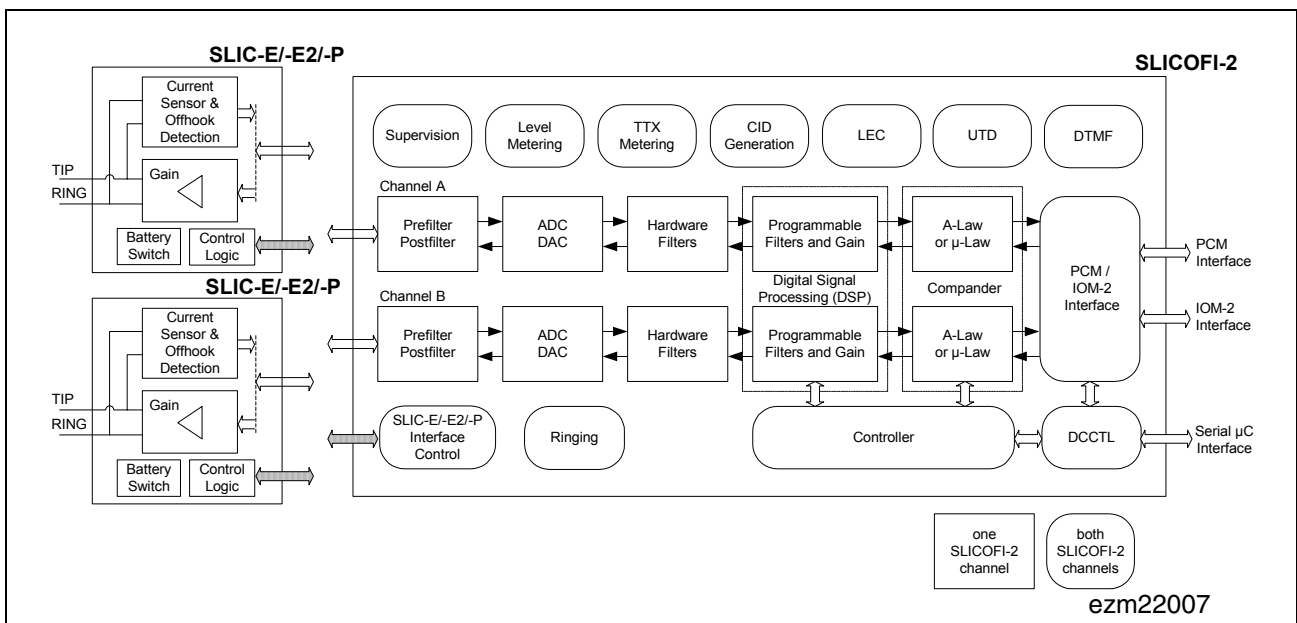 SLIC-E/-E2/-P
SLICOFI-2
Current
Sensor &
Offhook
Detection
TIP
RING
Gain
Battery
Switch
Control
Logic
SLIC-E/-E2/-P
Current
Sensor &
Offhook
Detection
TIP
RING
Gain
Battery
Switch
Control
Logic
Supervision
Level
Metering
TTX
Metering
CID
Generation
LEC
UTD
DTMF
Channel A
Prefilter
Postfilter
ADC
DAC
Hardware
Filters
Programmable
Filters and Gain
A-Law
or µ-Law
Digital Signal
Processing (DSP)
Compander
PCM /
IOM-2
Interface
PCM
Interface
IOM-2
Interface
Channel B
Prefilter
Postfilter
ADC
DAC
Hardware
Filters
Programmable
Filters and Gain
A-Law
or µ-Law
SLIC-E/-E2/-P
Interface
Control
Ringing
Controller
DCCTL
Serial µC
Interface
one
SLICOFI-2
channel
both
SLICOFI-2
channels
ezm22007